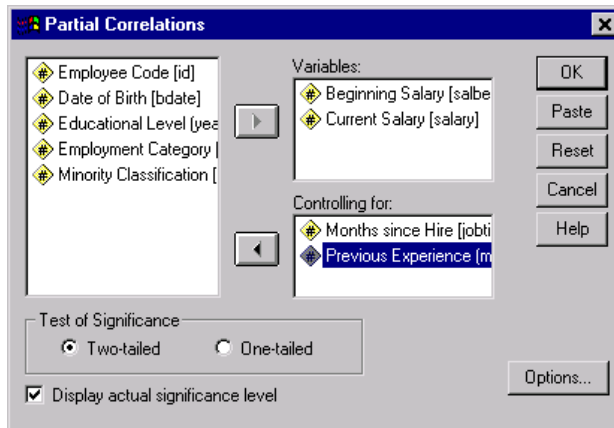 Partial Correlations
Employee Code [id]
Date of Birth [bdate]
Educational Level (yea
Employment Category [
Minority Classification [
Variables:
Beginning Salary [salbe
Current Salary [salary]
Controlling for:
Months since Hire [jobti
Previous Experience (m
OK
Paste
Reset
Cancel
Help
Test of Significance
Two-tailed
One-tailed
Display actual significance level
Options...